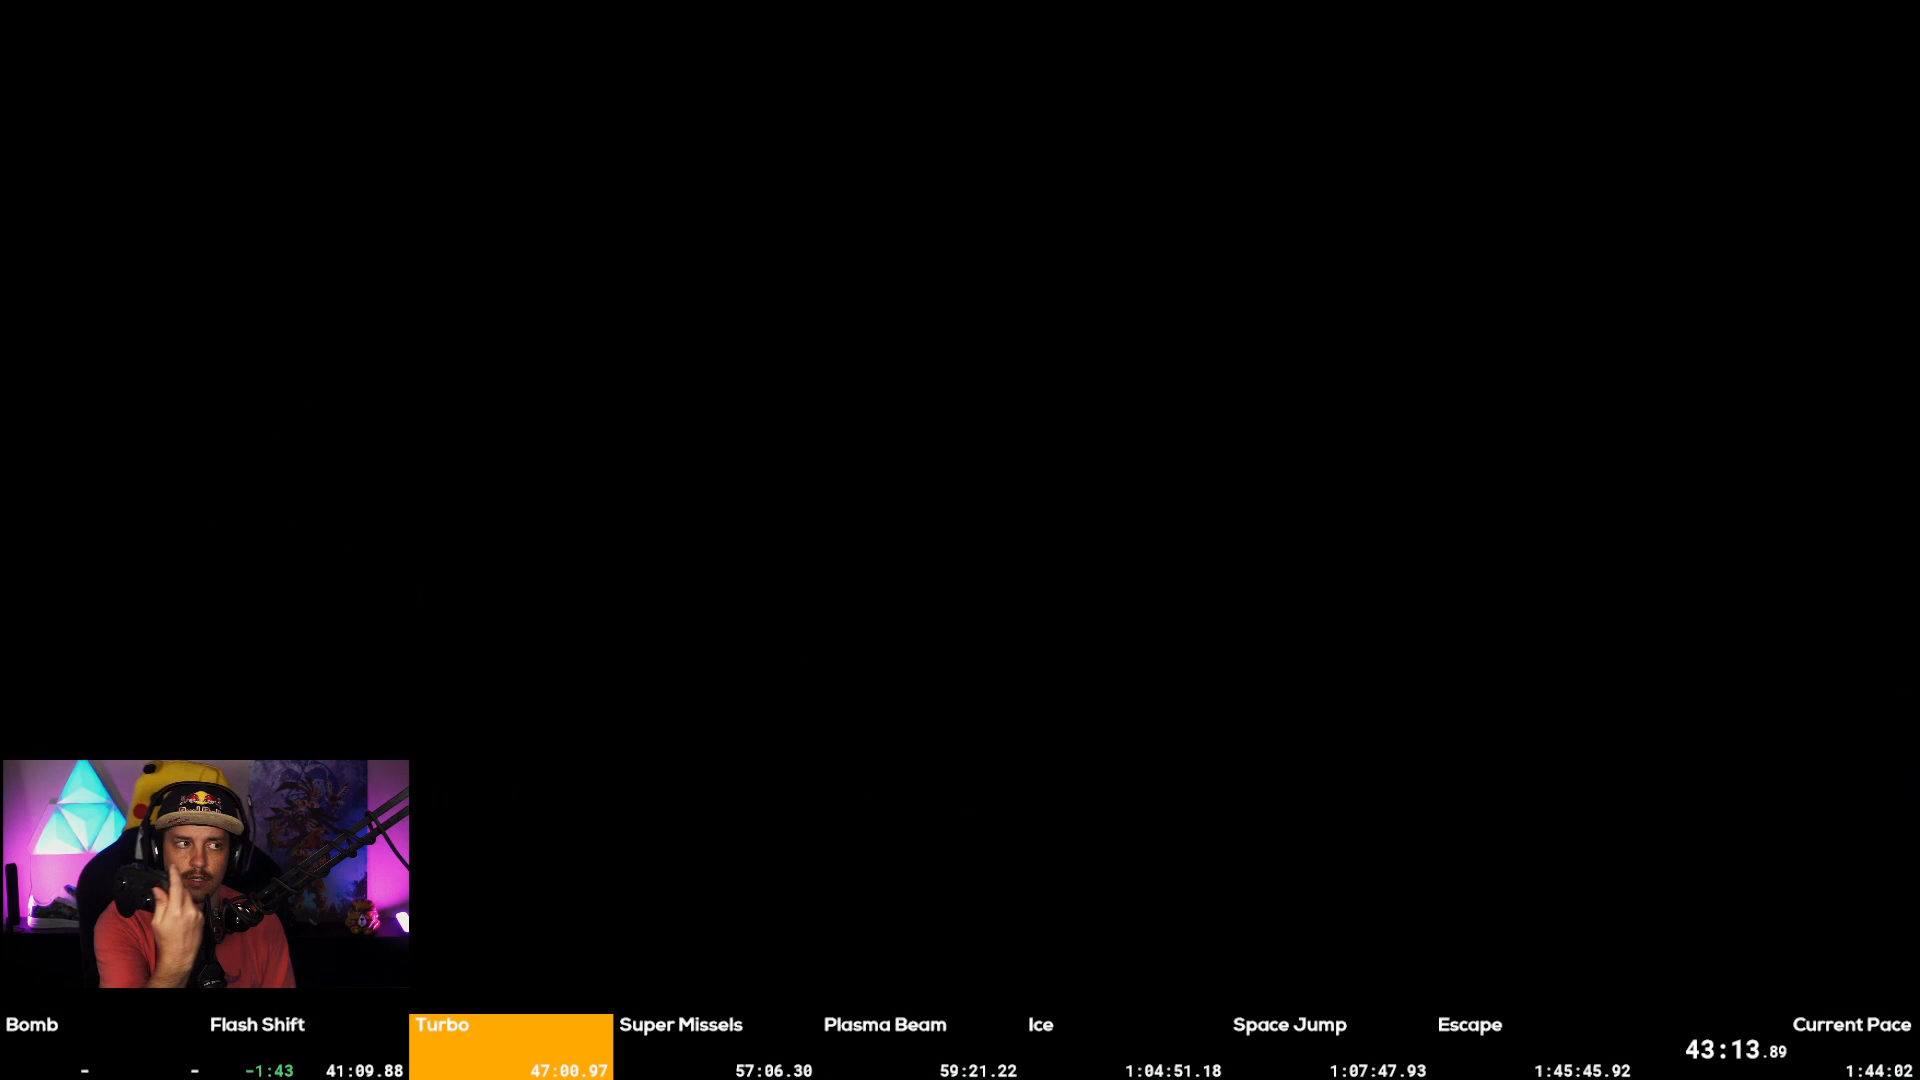 Bomb
- -
Flash Shift
-1:43 41:09.88
Turbo
47:00.97
Super Missels
57:06.30
Plasma Beam
59:21.22
Ice
1:04:51.18
Space Jump
1:07:47.93
Escape
1:45:45.92
43:13.89
Current Pace
1:44:02